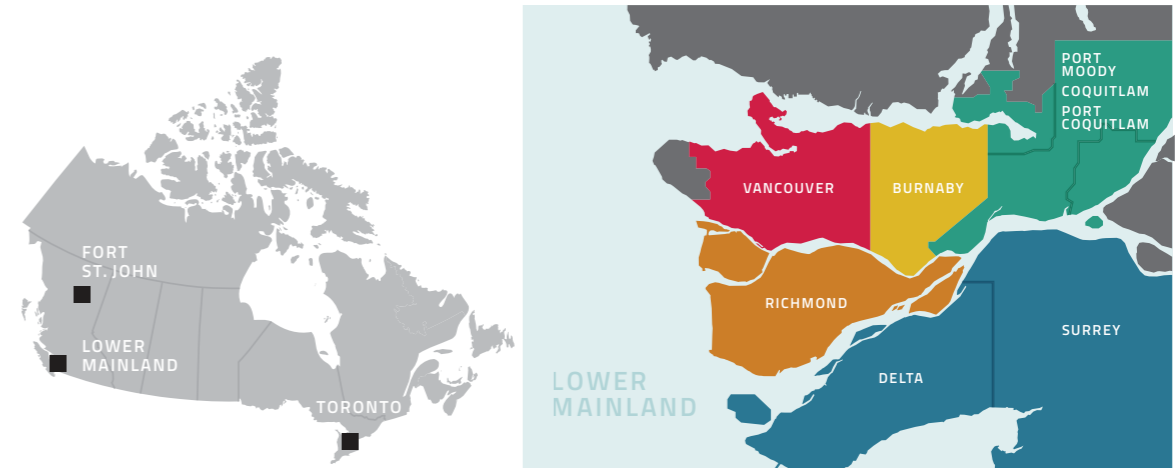 FORT
ST. JOHN
LOWER
MAINLAND
TORONTO
PORT
MOODY
COQUITLAM
PORT
COQUITLAM
VANCOUVER
BURNABY
RICHMOND
SURREY
DELTA
LOWER
MAINLAND